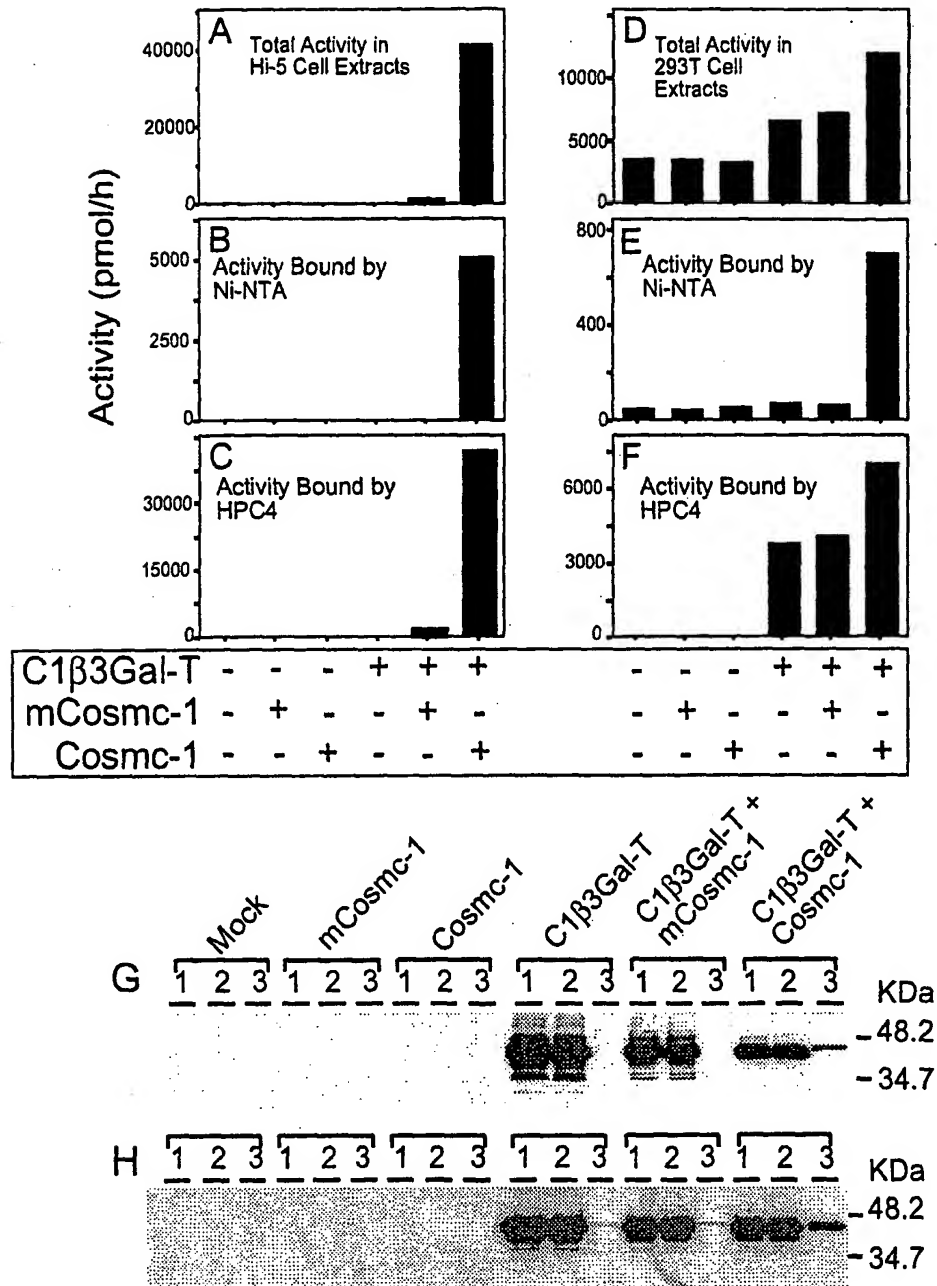 A
Total Activity in
Hi-5 Cell Extracts
40000
20000
0
B
Activity Bound by
Ni-NTA
5000
2500
0
C
Activity Bound by
HPC4
30000
15000
0
Activity (pmol/h)
D
Total Activity in
293T Cell
Extracts
10000
5000
0
E
Activity Bound by
Ni-NTA
800
400
0
F
Activity Bound by
HPC4
6000
3000
0
C1β3Gal-T - - - + + + - - - + + +
mCosmc-1 - + - - + - - + - - + -
Cosmc-1 - - + - - + - - + - - +
Mock
mCosmc-1
Cosmc-1
C1β3Gal-T
C1β3Gal-T +
mCosmc-1
C1β3Gal-T +
Cosmc-1
G 1 2 3 1 2 3 1 2 3 1 2 3 1 2 3 1 2 3
KDa
-48.2
-34.7
H 1 2 3 1 2 3 1 2 3 1 2 3 1 2 3 1 2 3
KDa
-48.2
-34.7